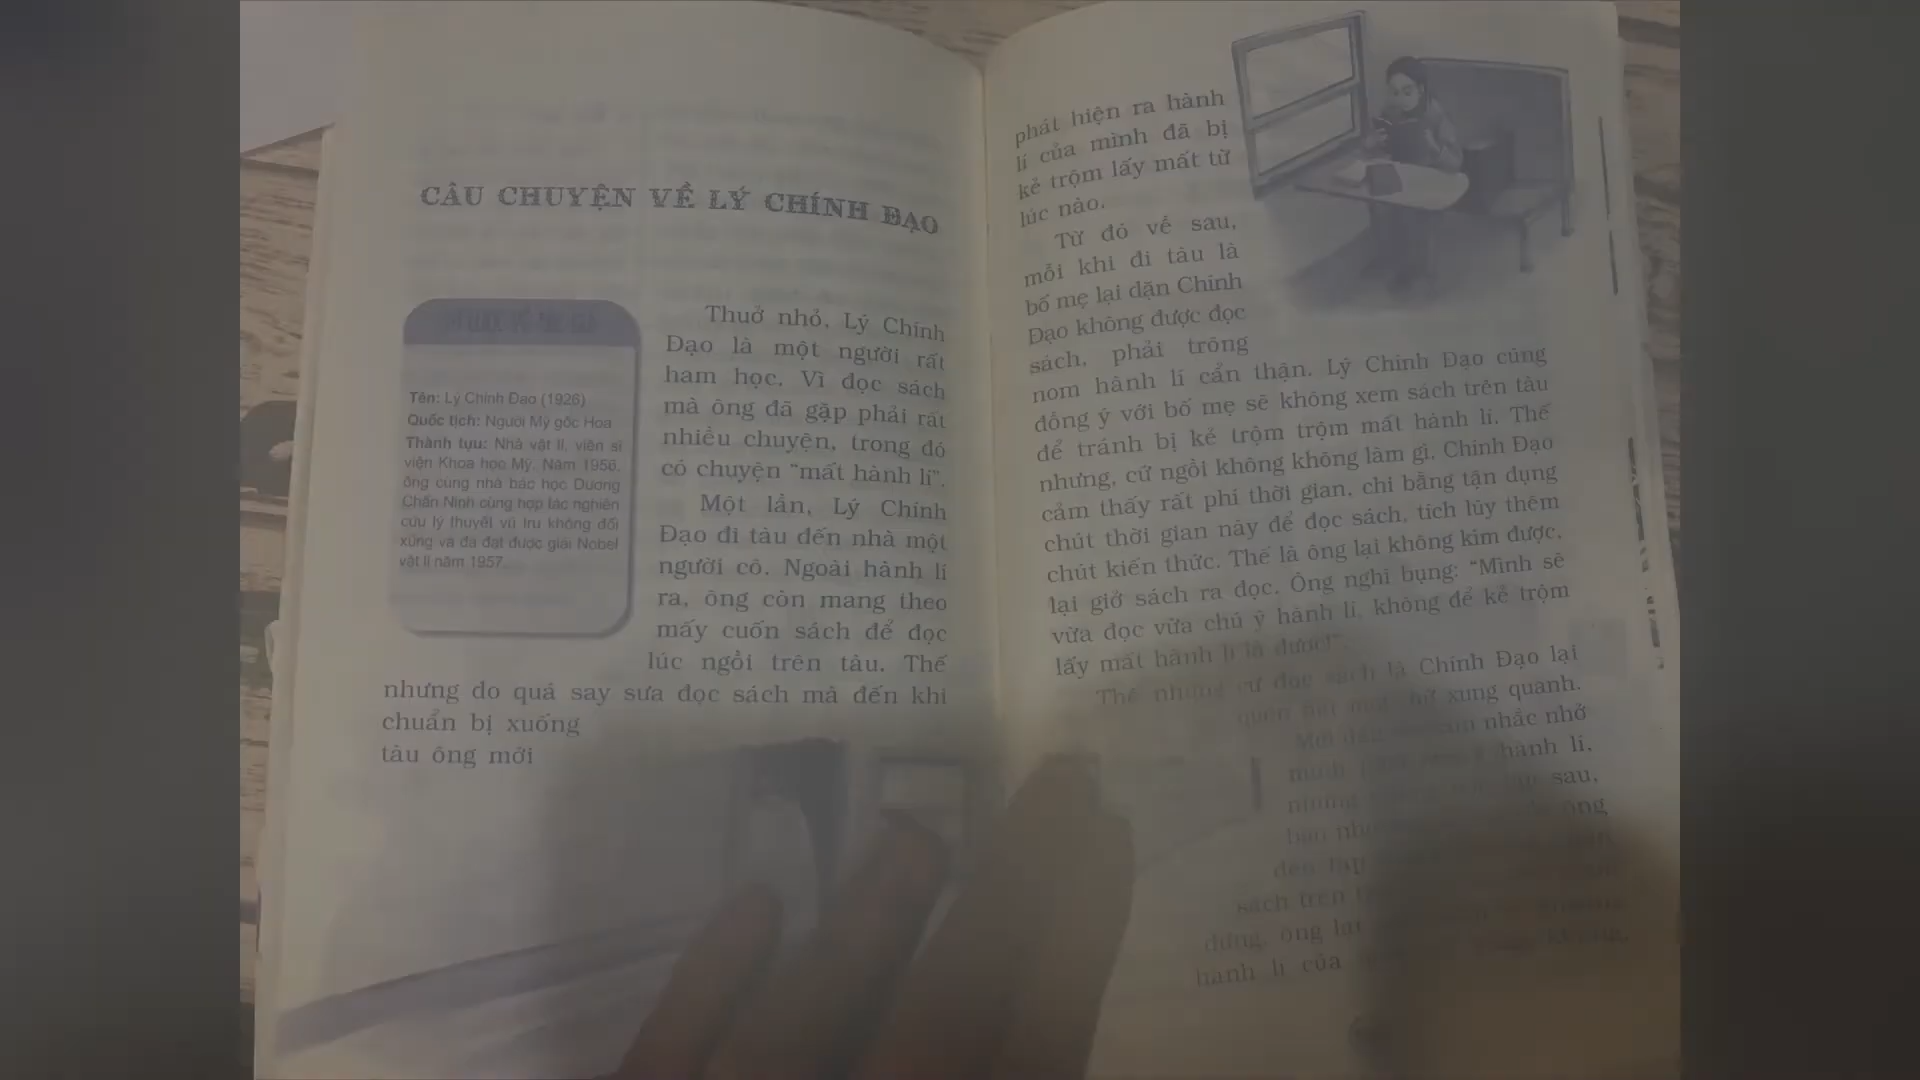 CÂU CHUYỆN VỀ LÝ CHÍNH ĐẠO
Tên: Lý Chính Đạo (1926)
Quốc tịch: Người Mỹ gốc Hoa
Thành tựu: Nhà vật lí, viện sĩ
viện Khoa học Mỹ. Năm 1956,
ông cùng nhà bác học Dương
Chấn Ninh cùng hợp tác nghiên
cứu lý thuyết vũ trụ không đối
xứng và đã đạt được giải Nobel
vật lí năm 1957.
Thuở nhỏ, Lý Chính
Đạo là một người rất
ham học. Vì đọc sách
mà ông đã gặp phải rất
nhiều chuyện, trong đó
có chuyện “mất hành lí”.
Một lần, Lý Chính
Đạo đi tàu đến nhà một
người cô. Ngoài hành lí
ra, ông còn mang theo
mấy cuốn sách để đọc
lúc ngồi trên tàu. Thế
nhưng do quá say sưa đọc sách mà đến khi
chuẩn bị xuống
tàu ông mới
phát hiện ra hành
lí của mình đã bị
kẻ trộm lấy mất từ
lúc nào.
Từ đó về sau,
mỗi khi đi tàu là
bố mẹ lại dặn Chính
Đạo không được đọc
sách, phải trông
nom hành lí cẩn thận. Lý Chính Đạo cũng
đồng ý với bố mẹ sẽ không xem sách trên tàu
để tránh bị kẻ trộm trộm mất hành lí. Thế
nhưng, cứ ngồi không không làm gì, Chính Đạo
cảm thấy rất phí thời gian, chi bằng tận dụng
chút thời gian này để đọc sách, tích lũy thêm
chút kiến thức. Thế là ông lại không kìm được,
lại giở sách ra đọc. Ông nghĩ bụng: “Mình sẽ
vừa đọc vừa chú ý hành lí, không để kẻ trộm
lấy mất hành lí là được!”.
Thế nhưng cứ đọc sách là Chính Đạo lại
quên hết mọi thứ xung quanh.
nhắc nhở
hành lí,
nhưng sau,
ông
sách trên
dừng, ông lại
hành lí của